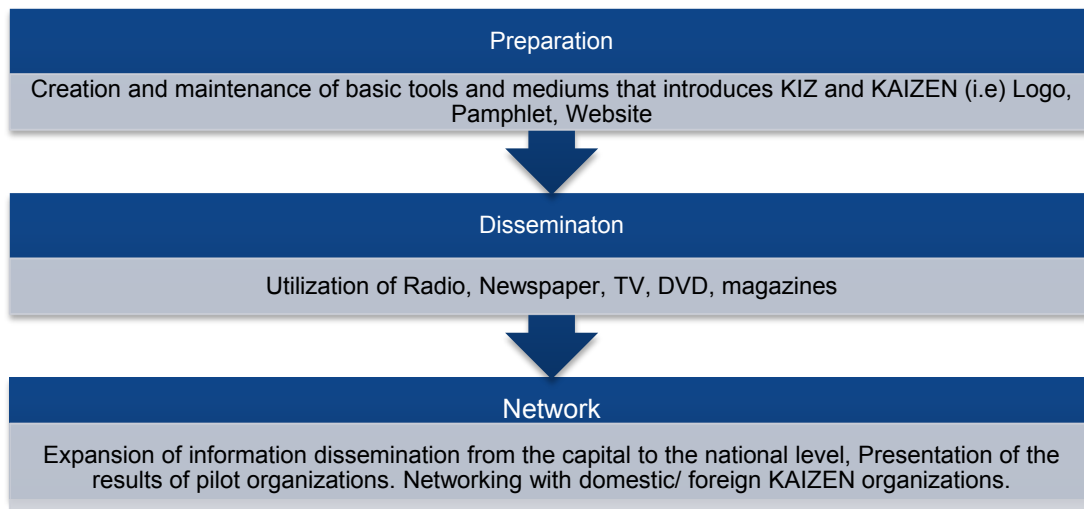 Preparation
Creation and maintenance of basic tools and mediums that introduces KIZ and KAIZEN (i.e) Logo,
Pamphlet, Website
Disseminaton
Utilization of Radio, Newspaper, TV, DVD, magazines
Network
Expansion of information dissemination from the capital to the national level, Presentation of the
results of pilot organizations. Networking with domestic/ foreign KAIZEN organizations.